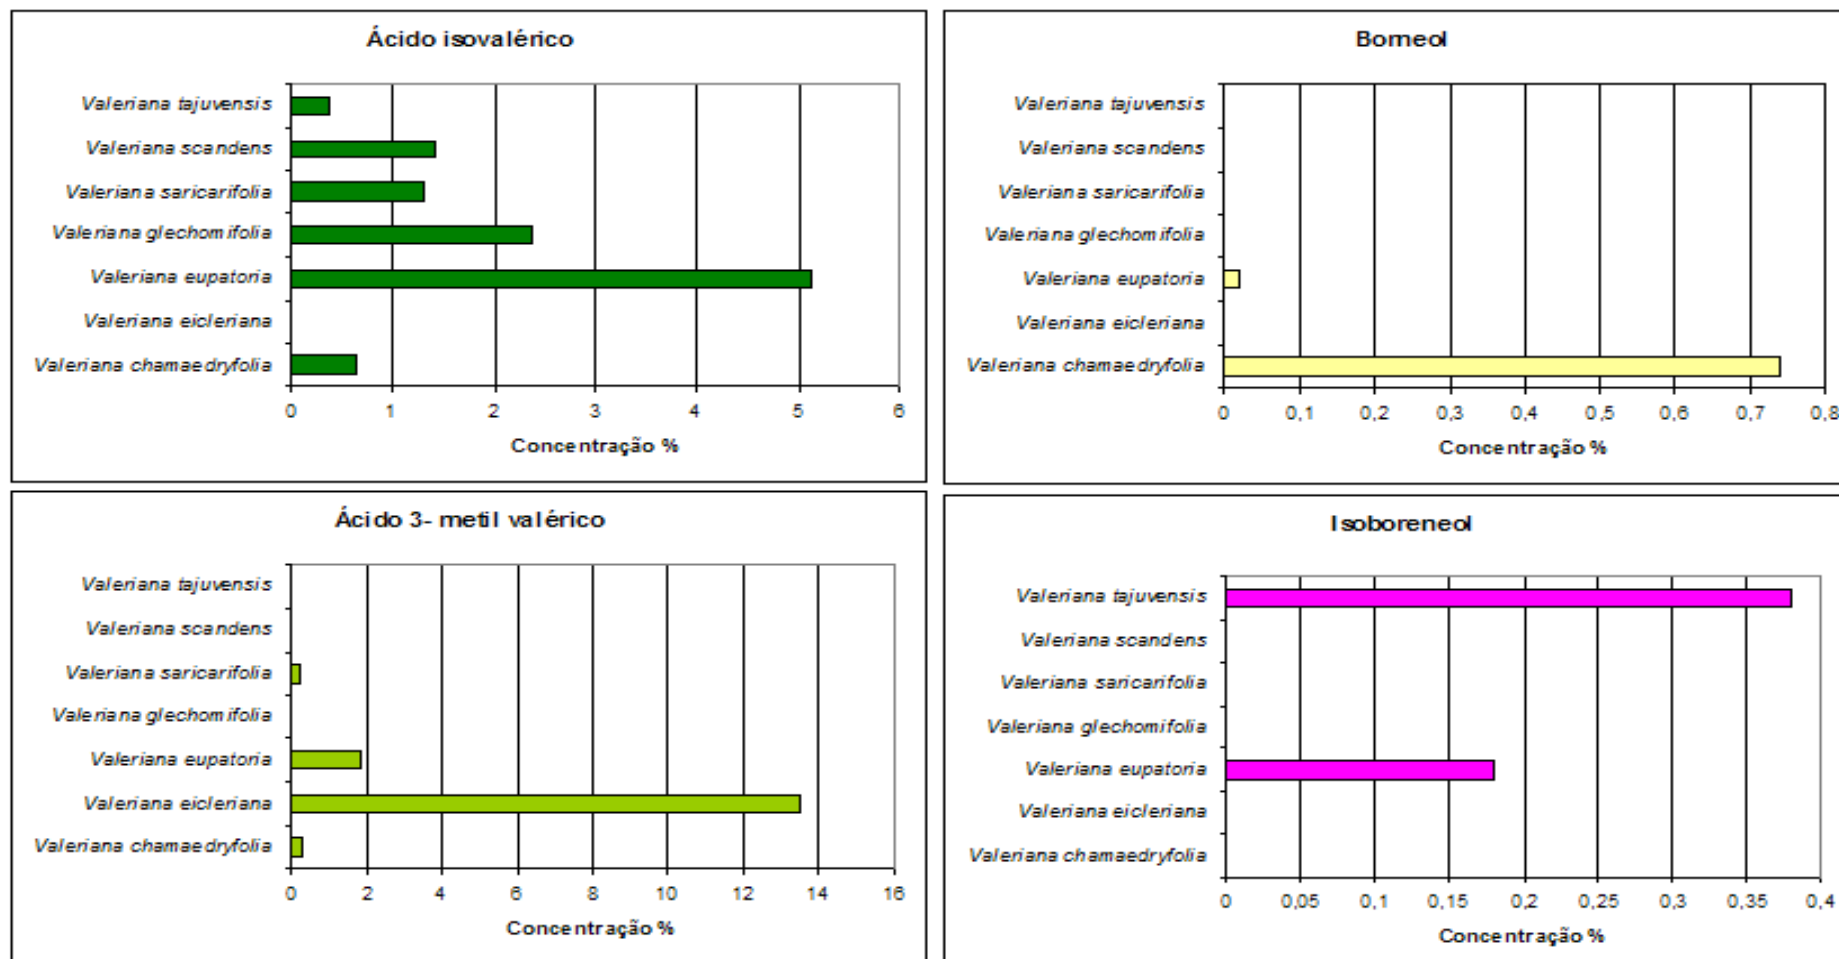 Ácido isovalérico
Valeriana tajuvensis
Valeriana scandens
Valeriana saricarifolia
Valeriana glechomifolia
Valeriana eupatoria
Valeriana eicleriana
Valeriana chamaedryfolia
0 1 2 3 4 5 6
Concentração %
Borneol
Valeriana tajuvensis
Valeriana scandens
Valeriana saricarifolia
Valeriana glechomifolia
Valeriana eupatoria
Valeriana eicleriana
Valeriana chamaedryfolia
0 0,1 0,2 0,3 0,4 0,5 0,6 0,7 0,8
Concentração %
Ácido 3- metil valérico
Valeriana tajuvensis
Valeriana scandens
Valeriana saricarifolia
Valeriana glechomifolia
Valeriana eupatoria
Valeriana eicleriana
Valeriana chamaedryfolia
0 2 4 6 8 10 12 14 16
Concentração %
Isoboreneol
Valeriana tajuvensis
Valeriana scandens
Valeriana saricarifolia
Valeriana glechomifolia
Valeriana eupatoria
Valeriana eicleriana
Valeriana chamaedryfolia
0 0,05 0,1 0,15 0,2 0,25 0,3 0,35 0,4
Concentração %